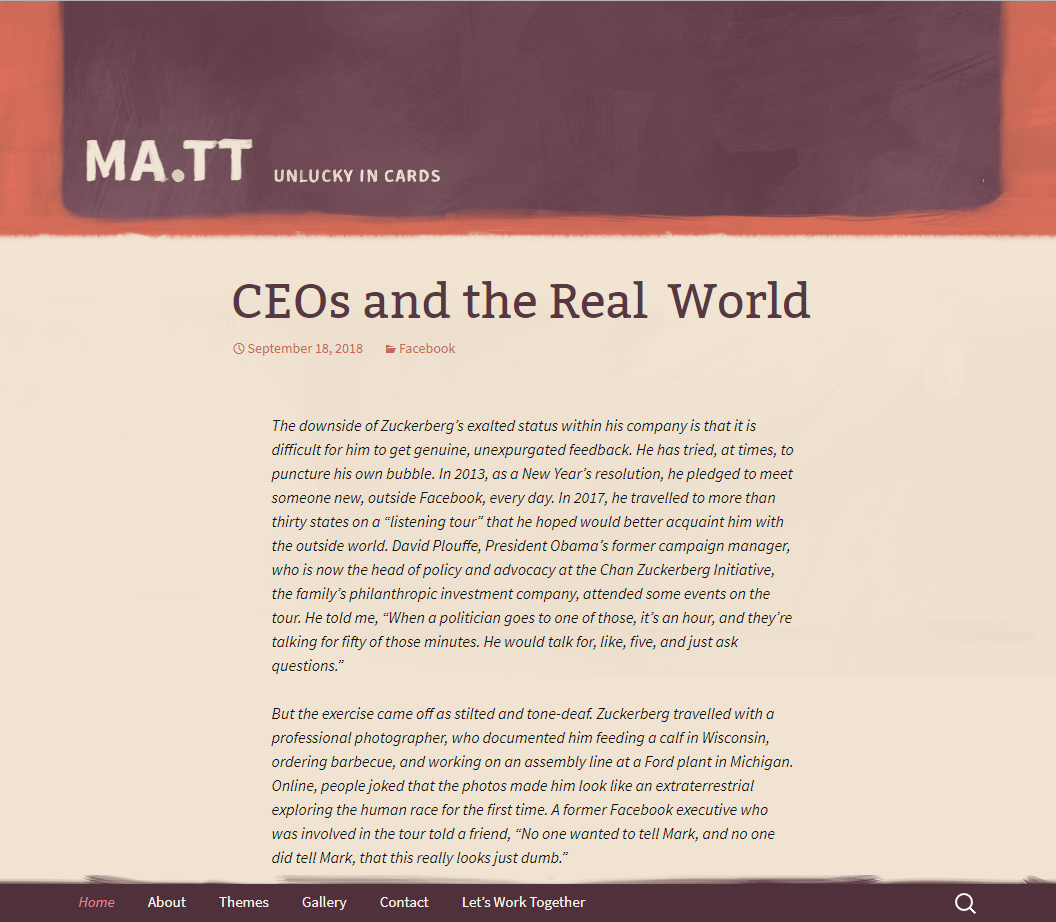 MA.TT UNLUCKY IN CARDS
CEOs and the Real World
September 18, 2018 Facebook
The downside of Zuckerberg’s exalted status within his company is that it is
difficult for him to get genuine, unexpurgated feedback. He has tried, at times, to
puncture his own bubble. In 2013, as a New Year’s resolution, he pledged to meet
someone new, outside Facebook, every day. In 2017, he travelled to more than
thirty states on a “listening tour” that he hoped would better acquaint him with
the outside world. David Plouffe, President Obama’s former campaign manager,
who is now the head of policy and advocacy at the Chan Zuckerberg Initiative,
the family’s philanthropic investment company, attended some events on the
tour. He told me, “When a politician goes to one of those, it’s an hour, and they’re
talking for fifty of those minutes. He would talk for, like, five, and just ask
questions.”
But the exercise came off as stilted and tone-deaf. Zuckerberg travelled with a
professional photographer, who documented him feeding a calf in Wisconsin,
ordering barbecue, and working on an assembly line at a Ford plant in Michigan.
Online, people joked that the photos made him look like an extraterrestrial
exploring the human race for the first time. A former Facebook executive who
was involved in the tour told a friend, “No one wanted to tell Mark, and no one
did tell Mark, that this really looks just dumb.”
Home About Themes Gallery Contact Let’s Work Together